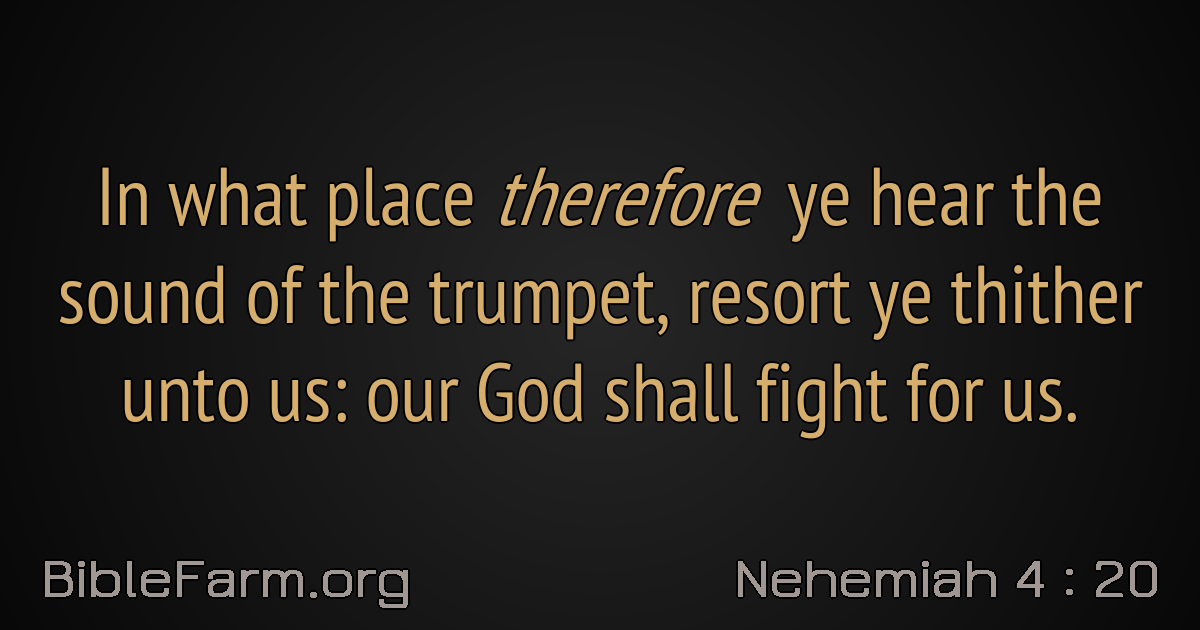 In what place therefore ye hear the
sound of the trumpet, resort ye thither
unto us: our God shall fight for us.
BibleFarm.org
Nehemiah 4 : 20